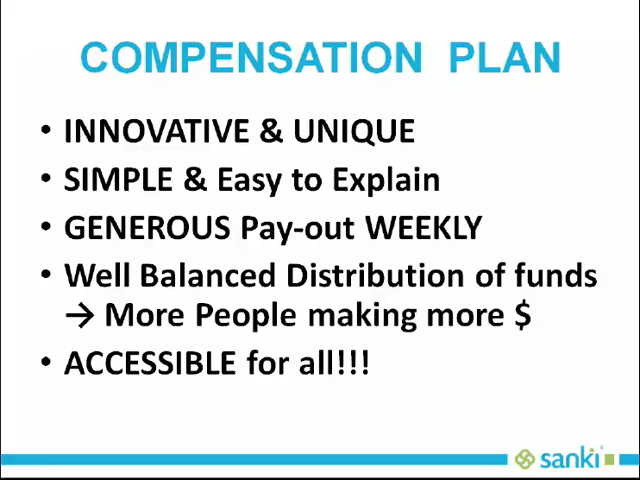 COMPENSATION PLAN
• INNOVATIVE & UNIQUE
• SIMPLE & Easy to Explain
• GENEROUS Pay-out WEEKLY
• Well Balanced Distribution of funds
→ More People making more $
• ACCESSIBLE for all!!!
sanki